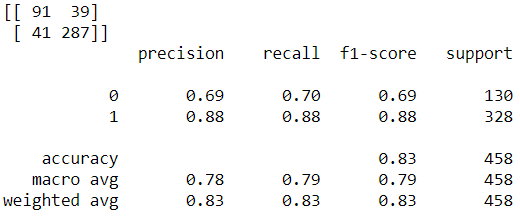 [[ 91  39]
 [ 41 287]]
              precision    recall  f1-score   support

           0       0.69      0.70      0.69       130
           1       0.88      0.88      0.88       328

    accuracy                           0.83       458
   macro avg       0.78      0.79      0.79       458
weighted avg       0.83      0.83      0.83       458